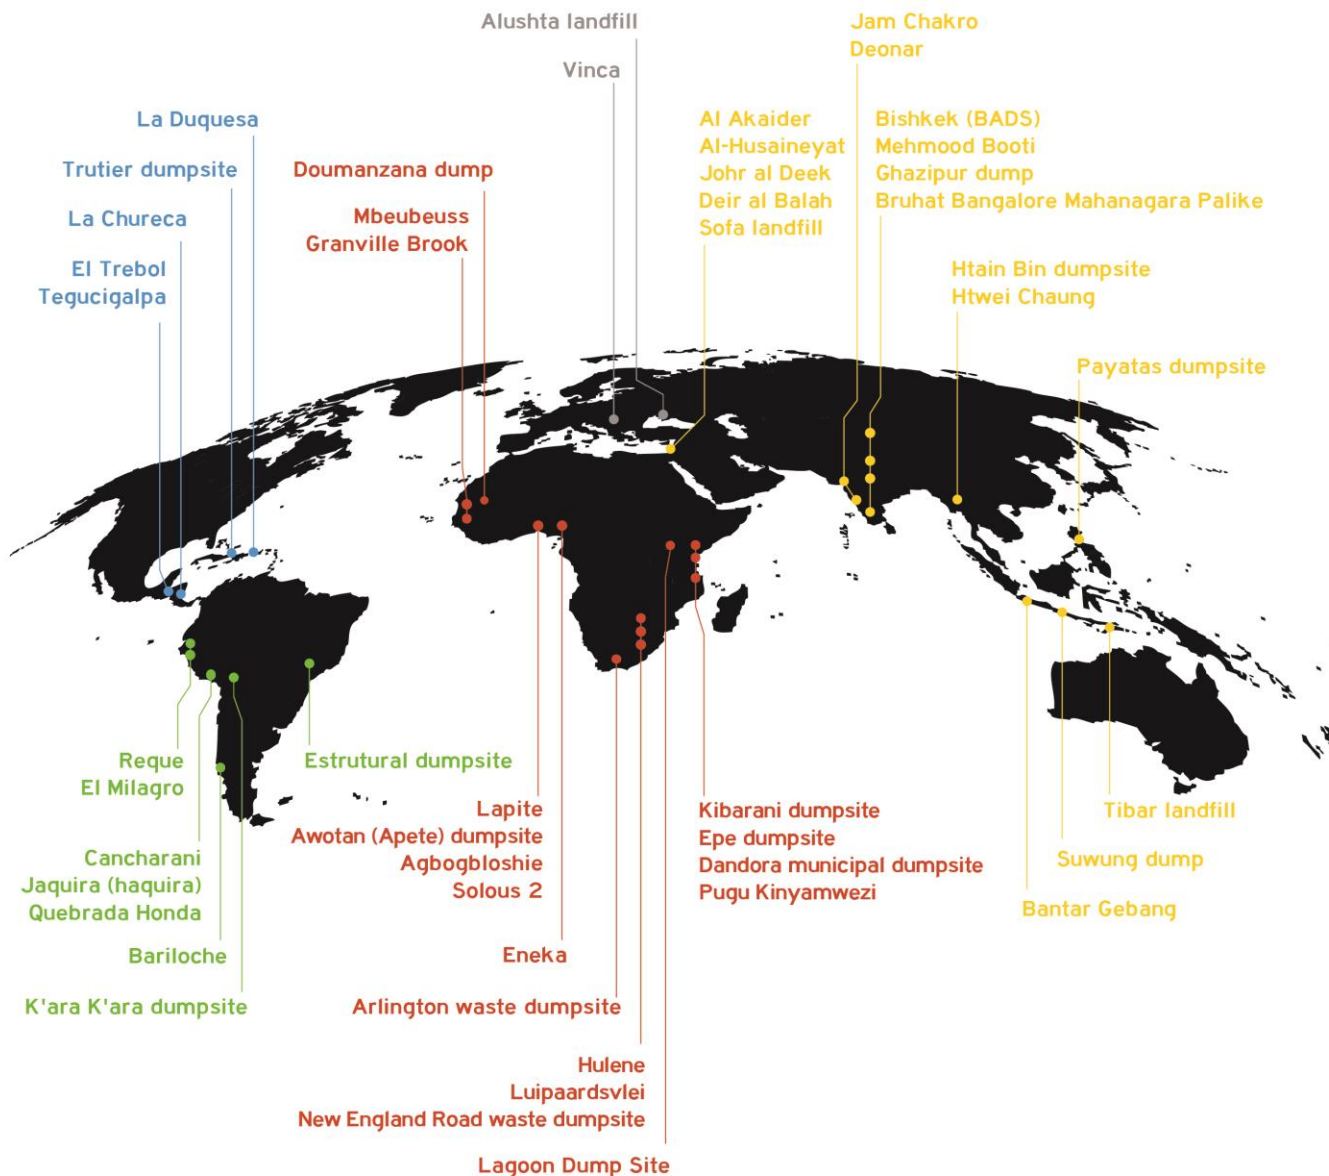 Alushta landfill
Vinca
Jam Chakro
Deonar
La Duquesa
Trutier dumpsite
La Chureca
El Trebol
Tegucigalpa
Doumanzana dump
Mbeubeuss
Granville Brook
Al Akaider
Al-Husaineyat
Johr al Deek
Deir al Balah
Sofa landfill
Bishkek (BADS)
Mehmood Booti
Ghazipur dump
Bruhat Bangalore Mahanagara Palike
Htain Bin dumpsite
Htwei Chaung
Payatas dumpsite
Reque
El Milagro
Estrutural dumpsite
Cancharani
Jaquira (haquira)
Quebrada Honda
Bariloche
K'ara K'ara dumpsite
Lapite
Awotan (Apete) dumpsite
Agbogbloshie
Solous 2
Eneka
Arlington waste dumpsite
Hulene
Luipaardsvlei
New England Road waste dumpsite
Lagoon Dump Site
Kibarani dumpsite
Epe dumpsite
Dandora municipal dumpsite
Pugu Kinyamwezi
Tibar landfill
Suwung dump
Bantar Gebang